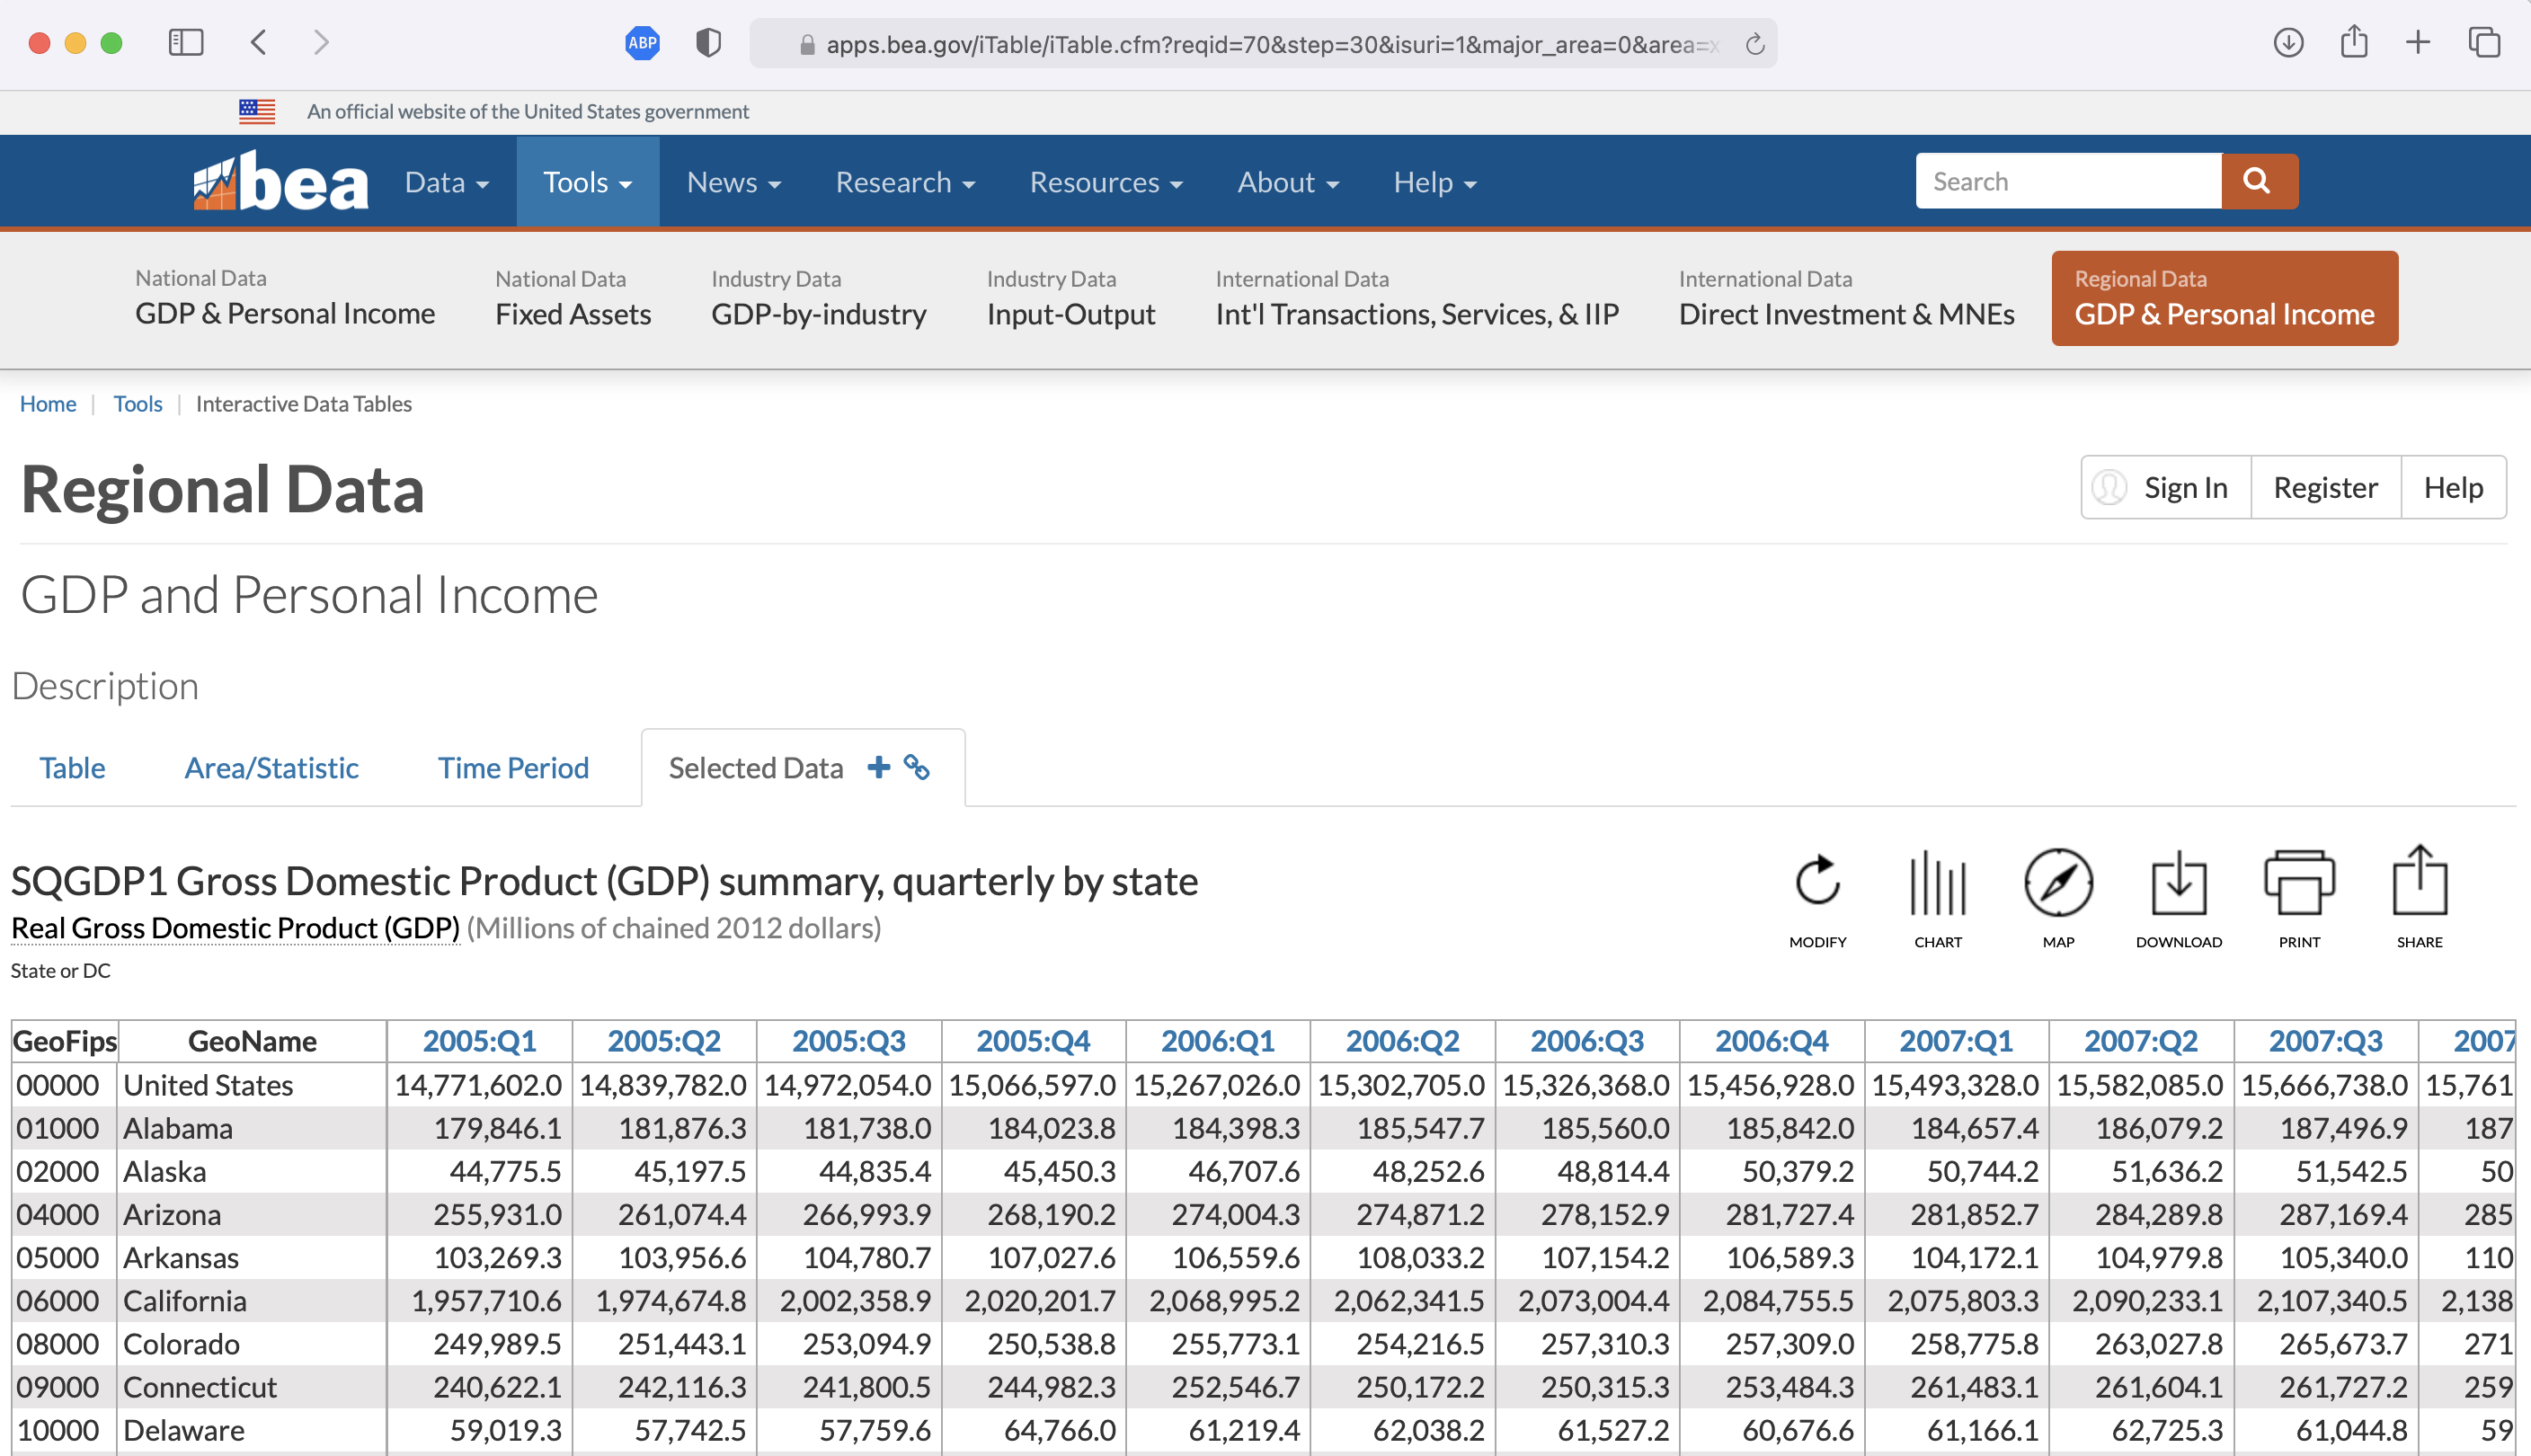 ABP
apps.bea.gov/iTable/iTable.cfm?reqid=70&step=30&isuri=1&major_area=0&area=x
An official website of the United States government
bea Data Tools News Research Resources About Help Search
National Data National Data Industry Data Industry Data International Data International Data Regional Data
GDP & Personal Income Fixed Assets GDP-by-industry Input-Output Int'l Transactions, Services, & IIP Direct Investment & MNEs GDP & Personal Income
Home | Tools | Interactive Data Tables
Regional Data Sign In Register Help
GDP and Personal Income
Description
Table Area/Statistic Time Period Selected Data
SQGDP1 Gross Domestic Product (GDP) summary, quarterly by state
Real Gross Domestic Product (GDP) (Millions of chained 2012 dollars)
MODIFY CHART MAP DOWNLOAD PRINT SHARE
State or DC
GeoFips GeoName 2005:Q1 2005:Q2 2005:Q3 2005:Q4 2006:Q1 2006:Q2 2006:Q3 2006:Q4 2007:Q1 2007:Q2 2007:Q3 2007
00000 United States 14,771,602.0 14,839,782.0 14,972,054.0 15,066,597.0 15,267,026.0 15,302,705.0 15,326,368.0 15,456,928.0 15,493,328.0 15,582,085.0 15,666,738.0 15,761
01000 Alabama 179,846.1 181,876.3 181,738.0 184,023.8 184,398.3 185,547.7 185,560.0 185,842.0 184,657.4 186,079.2 187,496.9 187
02000 Alaska 44,775.5 45,197.5 44,835.4 45,450.3 46,707.6 48,252.6 48,814.4 50,379.2 50,744.2 51,636.2 51,542.5 50
04000 Arizona 255,931.0 261,074.4 266,993.9 268,190.2 274,004.3 274,871.2 278,152.9 281,727.4 281,852.7 284,289.8 287,169.4 285
05000 Arkansas 103,269.3 103,956.6 104,780.7 107,027.6 106,559.6 108,033.2 107,154.2 106,589.3 104,172.1 104,979.8 105,340.0 110
06000 California 1,957,710.6 1,974,674.8 2,002,358.9 2,020,201.7 2,068,995.2 2,062,341.5 2,073,004.4 2,084,755.5 2,075,803.3 2,090,233.1 2,107,340.5 2,138
08000 Colorado 249,989.5 251,443.1 253,094.9 250,538.8 255,773.1 254,216.5 257,310.3 257,309.0 258,775.8 263,027.8 265,673.7 271
09000 Connecticut 240,622.1 242,116.3 241,800.5 244,982.3 252,546.7 250,172.2 250,315.3 253,484.3 261,483.1 261,604.1 261,727.2 259
10000 Delaware 59,019.3 57,742.5 57,759.6 64,766.0 61,219.4 62,038.2 61,527.2 60,676.6 61,166.1 62,725.3 61,044.8 59